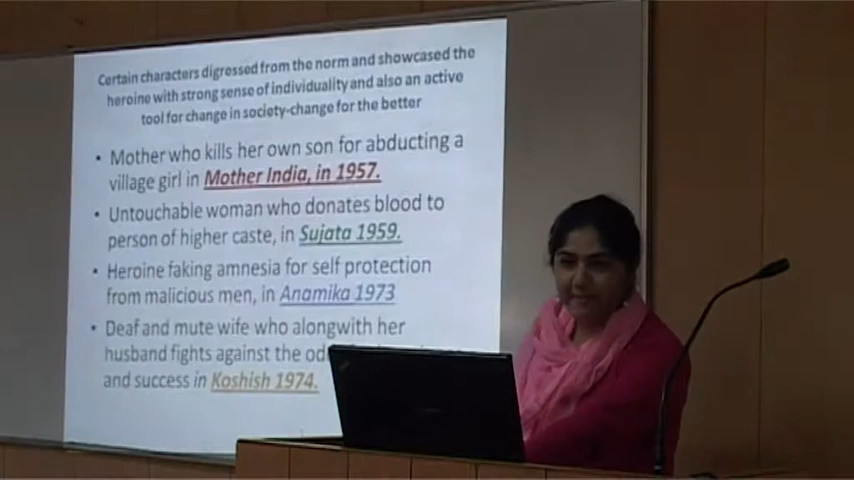 Certain characters digressed from the norm and showcased the
heroine with strong sense of individuality and also an active
tool for change in society-change for the better
• Mother who kills her own son for abducting a
village girl in Mother India, in 1957.
• Untouchable woman who donates blood to
person of higher caste, in Sujata 1959.
• Heroine faking amnesia for self protection
from malicious men, in Anamika 1973
• Deaf and mute wife who alongwith her
husband fights against the
and success in Koshish 1974.